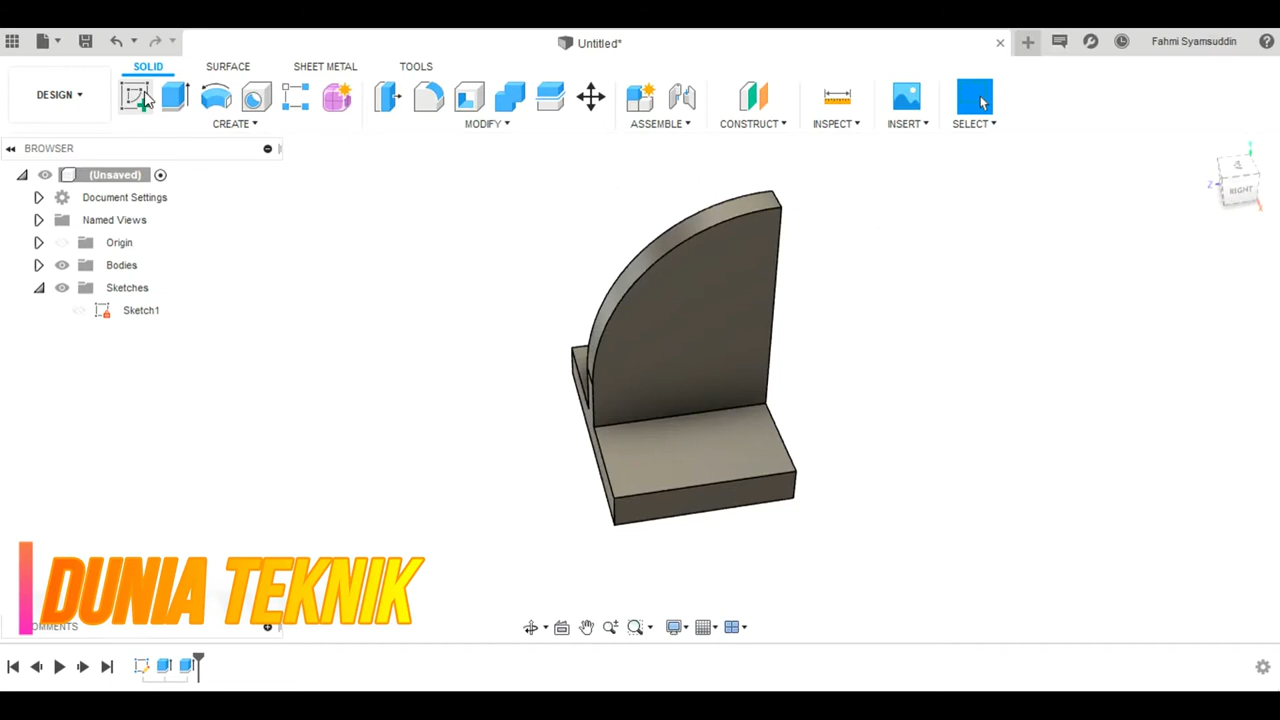 Untitled*
Fahmi Syamsuddin
DESIGN
SOLID
SURFACE
SHEET METAL
TOOLS
CREATE
MODIFY
ASSEMBLE
CONSTRUCT
INSPECT
INSERT
SELECT
BROWSER
(Unsaved)
Document Settings
Named Views
Origin
Bodies
Sketches
Sketch1
Y
Z
RIGHT
X
DUNIA TEKNIK
OMMENTS